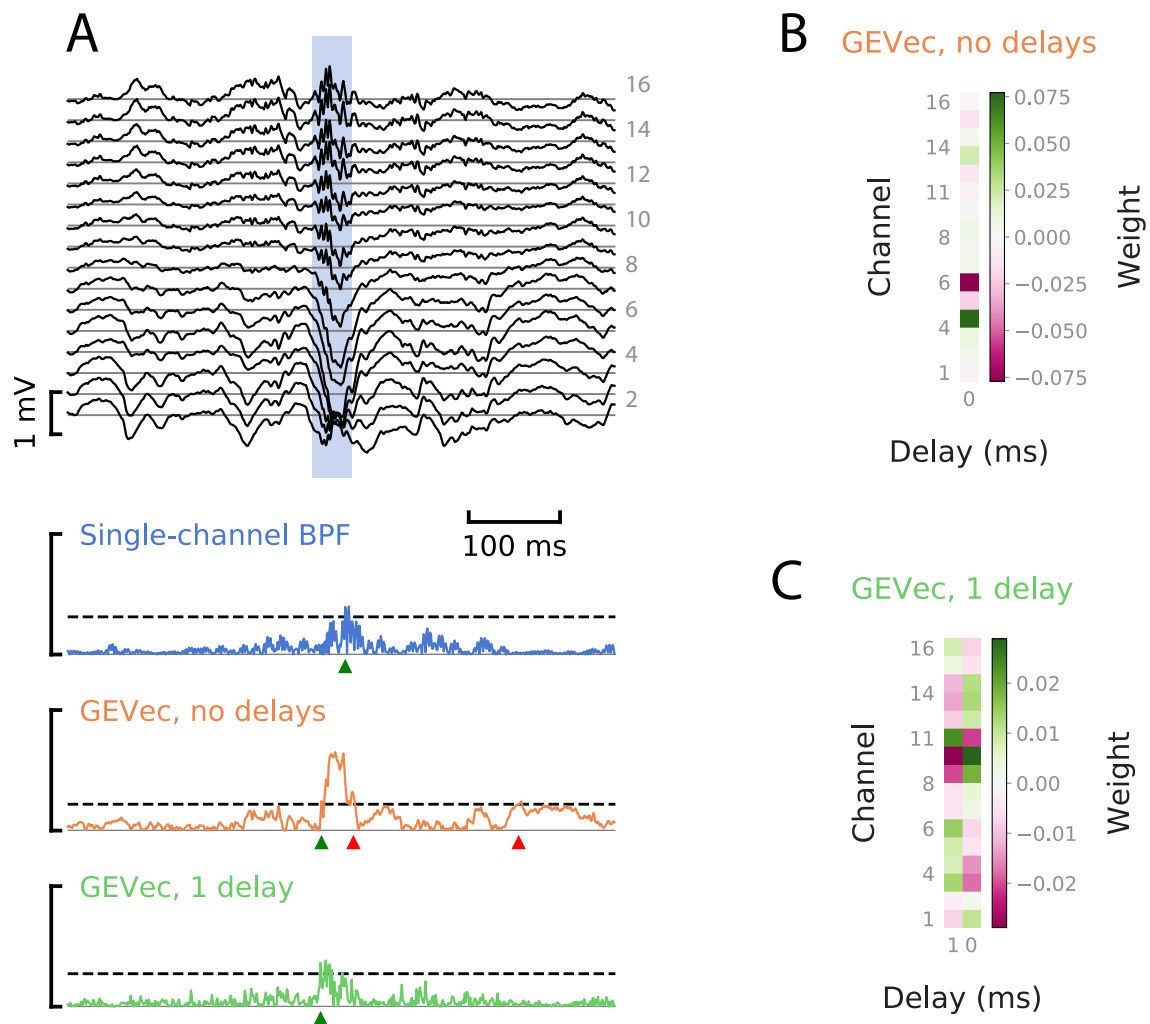 A
16
14
12
10
8
6
4
2
1 mV
100 ms
Single-channel BPF
GEVec, no delays
GEVec, 1 delay
B
GEVec, no delays
Channel
16
14
11
8
6
4
1
0
Delay (ms)
0.075
0.050
0.025
0.000
−0.025
−0.050
−0.075
Weight
C
GEVec, 1 delay
Channel
16
14
11
8
6
4
1
1 0
Delay (ms)
0.02
0.01
0.00
−0.01
−0.02
Weight